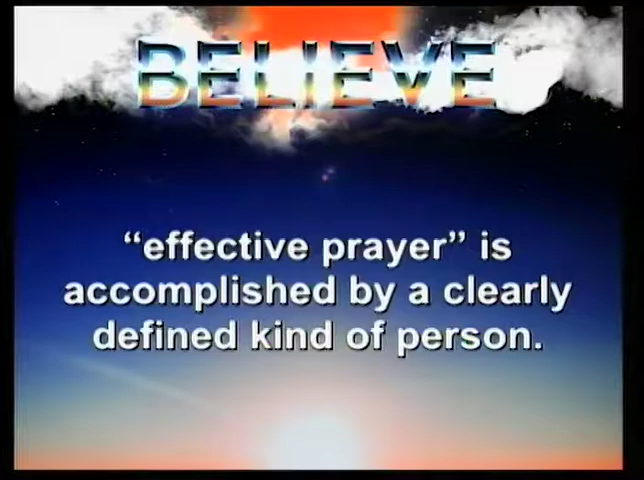 BELIEVE
“effective prayer” is
accomplished by a clearly
defined kind of person.